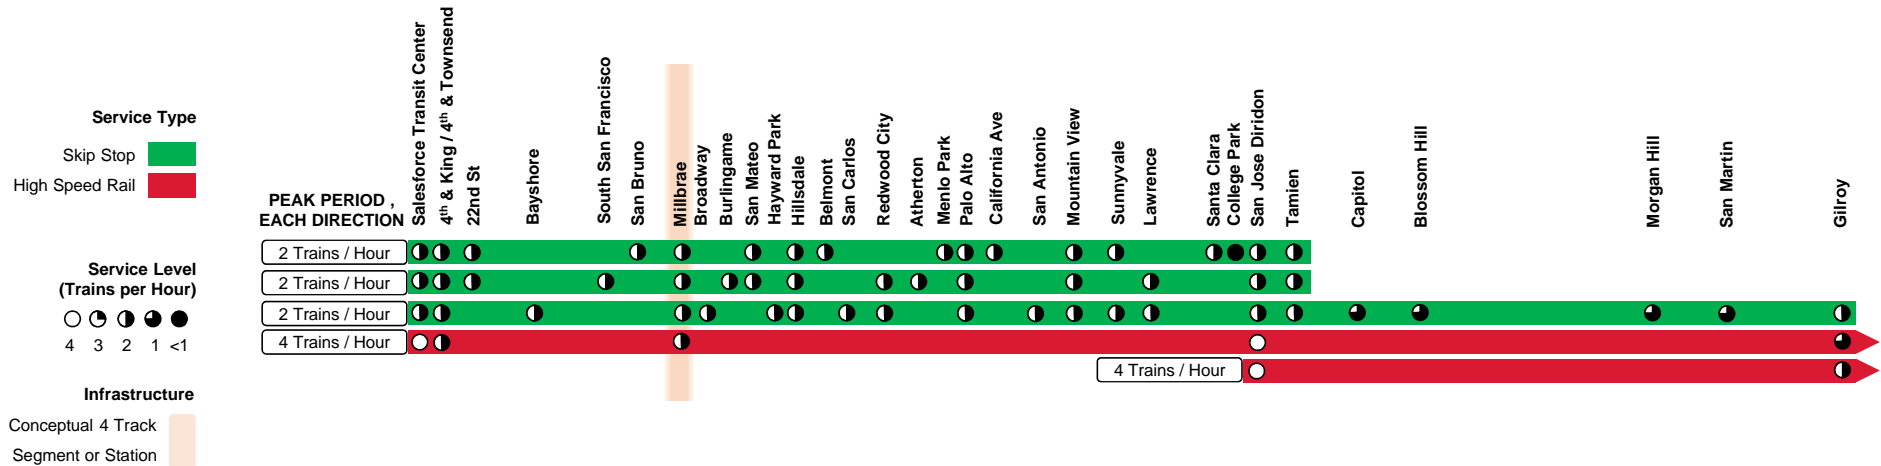 Service Type
Skip Stop
High Speed Rail
Service Level
(Trains per Hour)
4 3 2 1 <1
Infrastructure
Conceptual 4 Track
Segment or Station
PEAK PERIOD ,
EACH DIRECTION
Salesforce Transit Center
4th & King / 4th & Townsend
22nd St
Bayshore
South San Francisco
San Bruno
Millbrae
Broadway
Burlingame
San Mateo
Hayward Park
Hillsdale
Belmont
San Carlos
Redwood City
Atherton
Menlo Park
Palo Alto
California Ave
San Antonio
Mountain View
Sunnyvale
Lawrence
Santa Clara
College Park
San Jose Diridon
Tamien
Capitol
Blossom Hill
Morgan Hill
San Martin
Gilroy
2 Trains / Hour
2 Trains / Hour
2 Trains / Hour
4 Trains / Hour
4 Trains / Hour